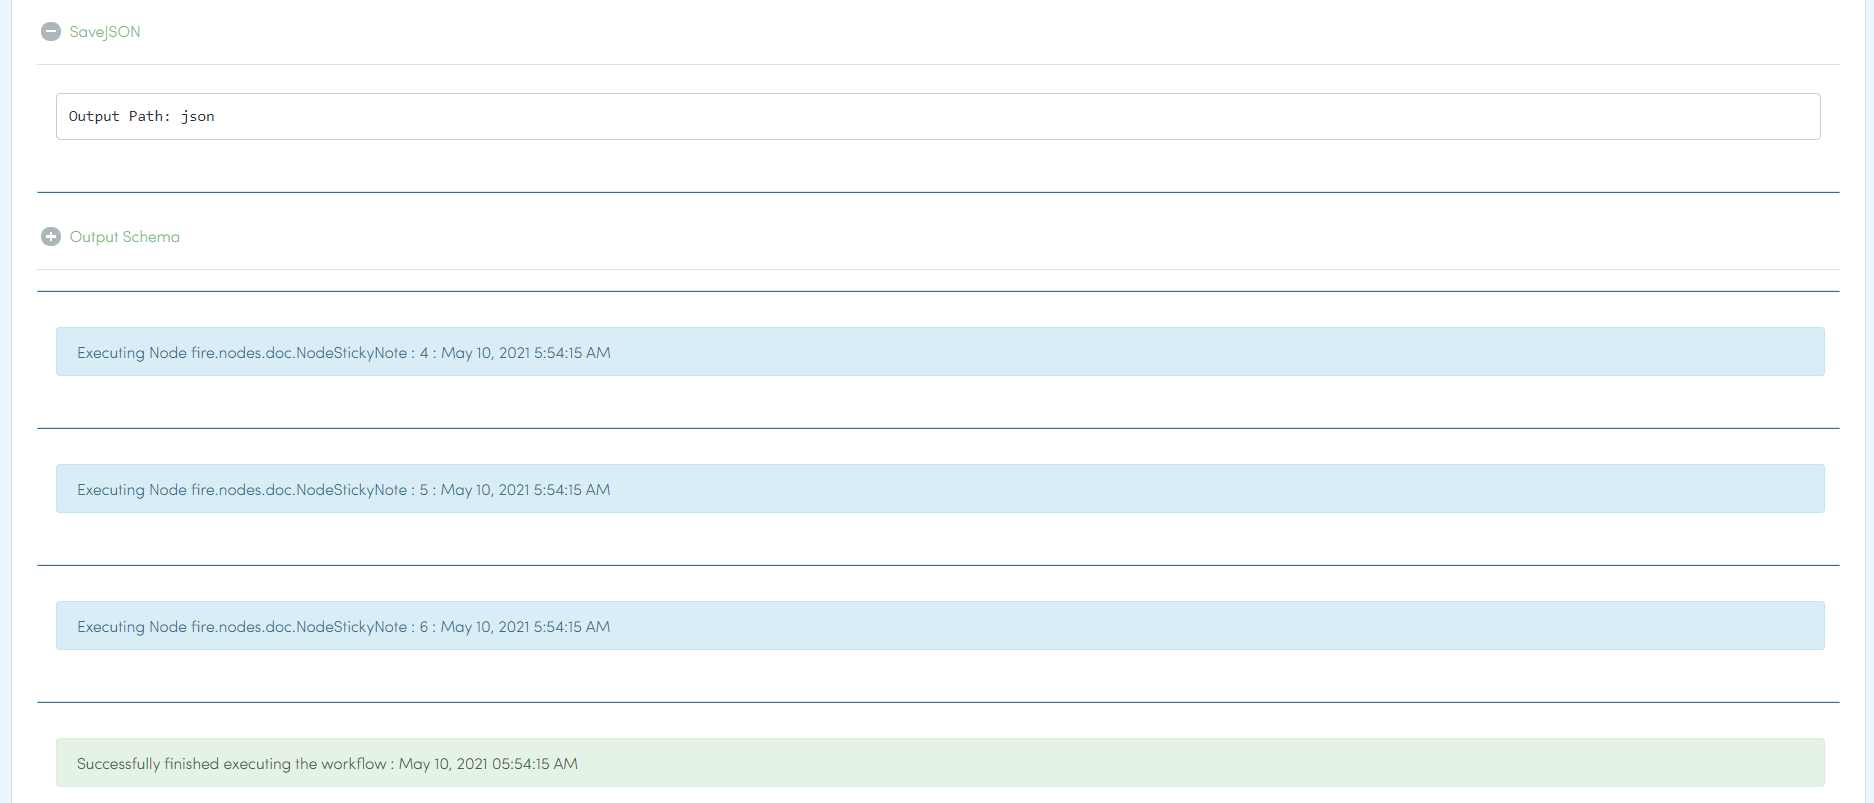 SaveJSON
Output Path: json
Output Schema
Executing Node fire.nodes.doc.NodeStickyNote : 4 : May 10, 2021 5:54:15 AM
Executing Node fire.nodes.doc.NodeStickyNote : 5 : May 10, 2021 5:54:15 AM
Executing Node fire.nodes.doc.NodeStickyNote : 6 : May 10, 2021 5:54:15 AM
Successfully finished executing the workflow : May 10, 2021 05:54:15 AM